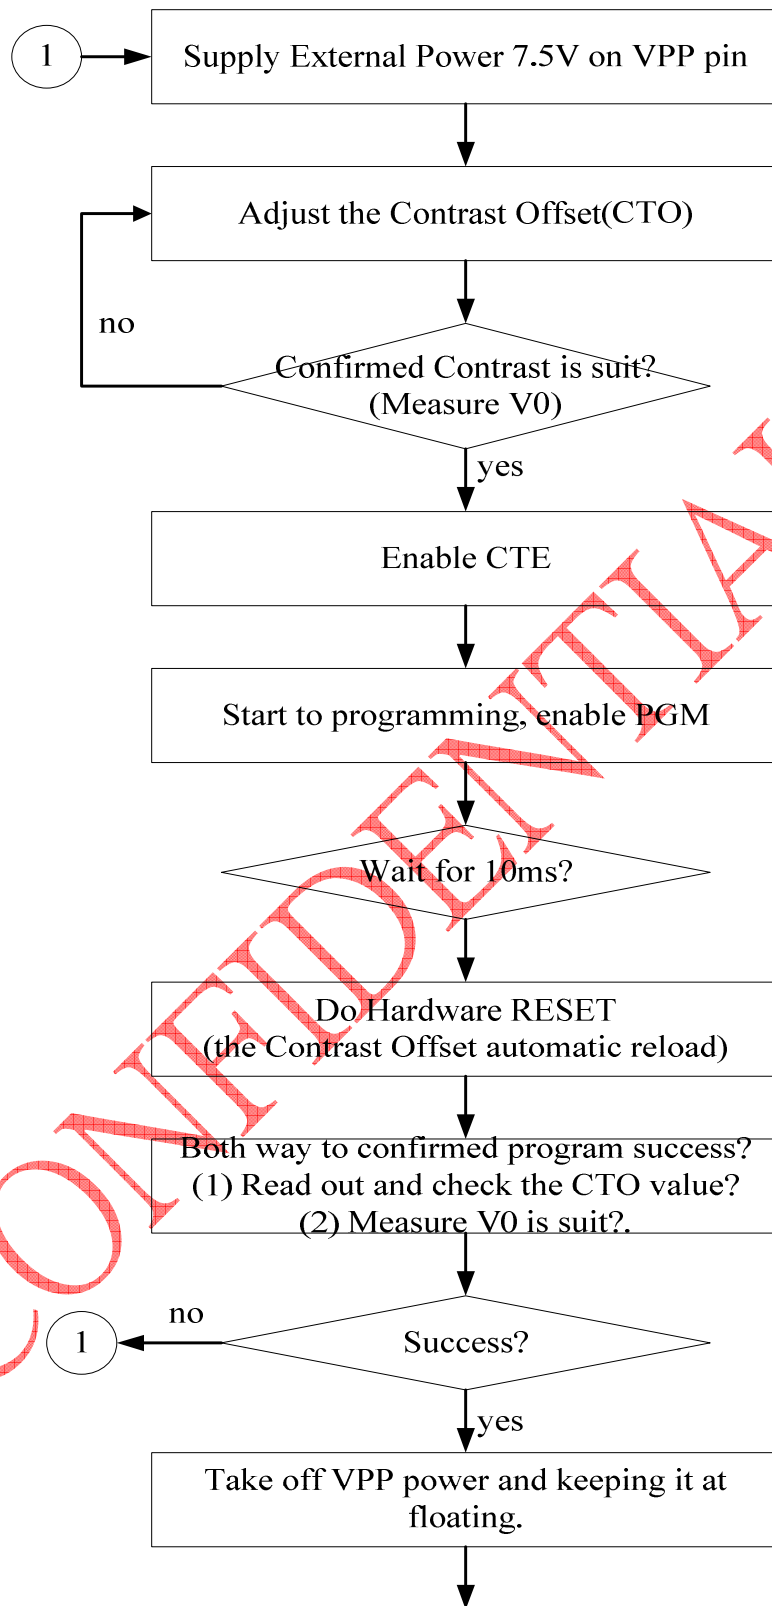 1
Supply External Power 7.5V on VPP pin
Adjust the Contrast Offset(CTO)
no
Confirmed Contrast is suit?
(Measure V0)
yes
Enable CTE
Start to programming, enable PGM
Wait for 10ms?
Do Hardware RESET
(the Contrast Offset automatic reload)
Both way to confirmed program success?
(1) Read out and check the CTO value?
(2) Measure V0 is suit?.
no
1
Success?
yes
Take off VPP power and keeping it at
floating.
CONFIDENTIAL